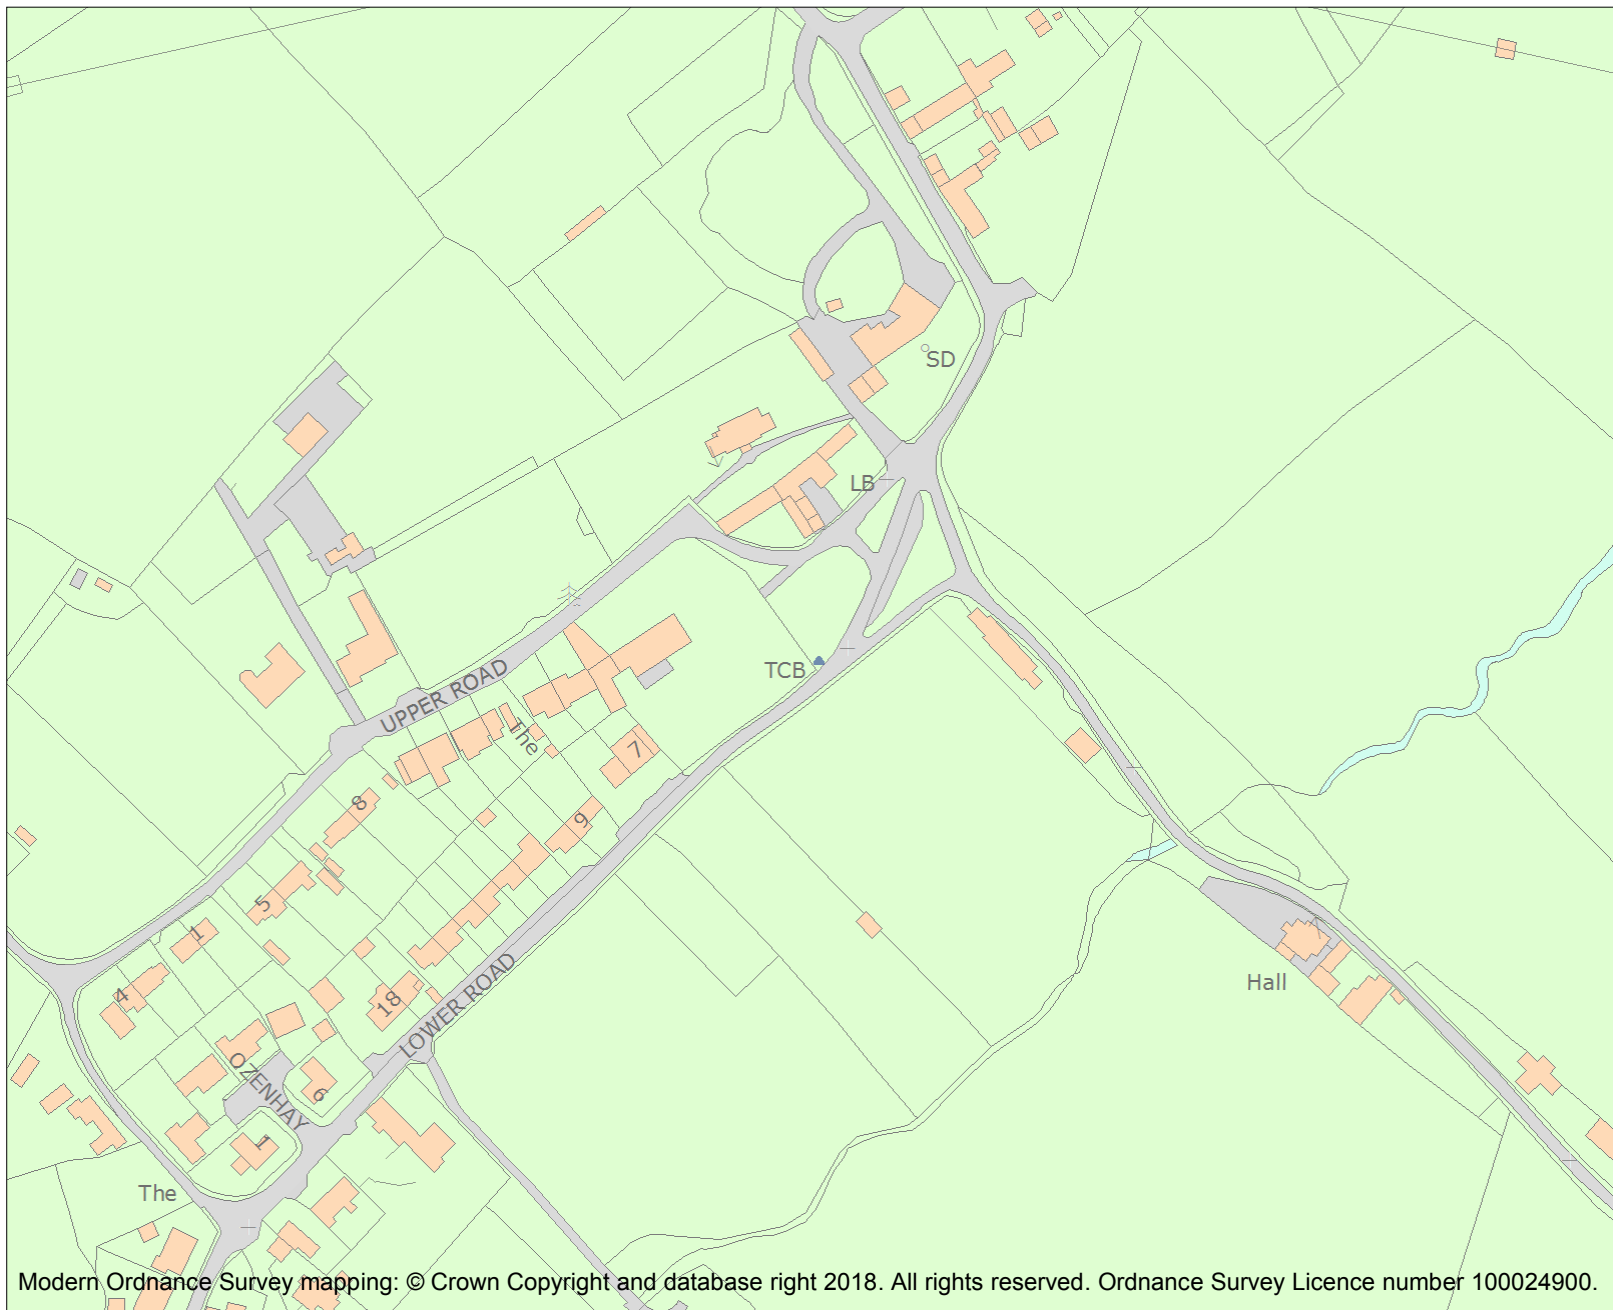 SD
LB
TCB
UPPER ROAD
The
7
8
9
5
1
4
18
LOWER ROAD
Hall
OZENHAY
6
1
The
Modern Ordnance Survey mapping: © Crown Copyright and database right 2018. All rights reserved. Ordnance Survey Licence number 100024900.